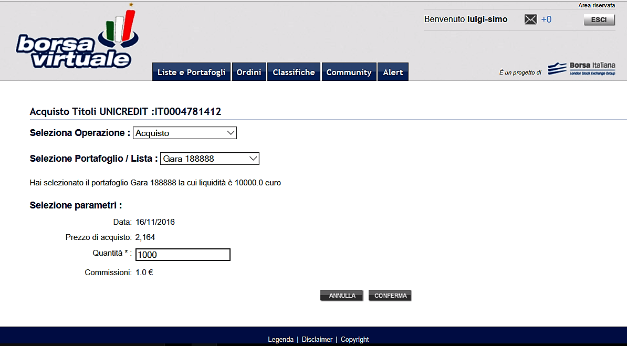 Area riservata
Benvenuto luigi-simo +0 ESCI
borsa
virtuale
Liste e Portafogli Ordini Classifiche Community Alert
È un progetto di Borsa Italiana
London Stock Exchange Group
Acquisto Titoli UNICREDIT :IT0004781412
Seleziona Operazione : Acquisto
Selezione Portafoglio / Lista : Gara 188888
Hai selezionato il portafoglio Gara 188888 la cui liquidità è 10000.0 euro
Selezione parametri :
Data: 16/11/2016
Prezzo di acquisto: 2,164
Quantità * : 1000
Commissioni: 1.0 €
ANNULLA CONFERMA
Legenda | Disclaimer | Copyright